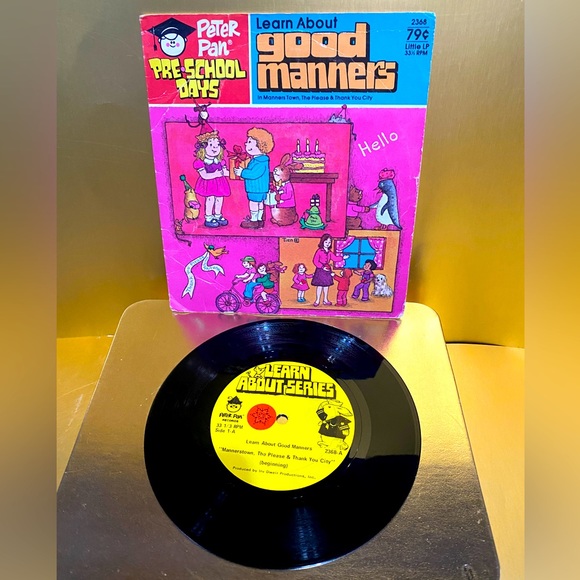 PETER PAN®
PRE-SCHOOL DAYS
Learn About
good manners
In Manners Town, The Please & Thank You City
2368
79¢
Little LP
33⅓ RPM
Hello
LEARN ABOUT SERIES
PETER PAN
RECORDS
33 1/3 RPM
Side 1-A
2368-A
Learn About Good Manners
"Mannerstown, The Please & Thank You City"
(beginning)